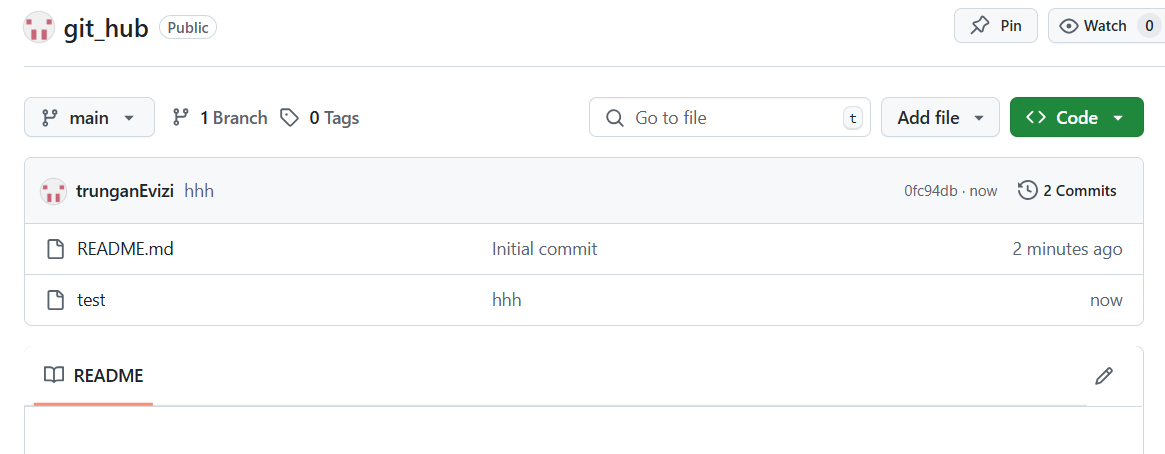 git_hub Public Pin Watch 0
main 1 Branch 0 Tags Go to file t Add file Code
trunganEvizi hhh 0fc94db · now 2 Commits
README.md Initial commit 2 minutes ago
test hhh now
README